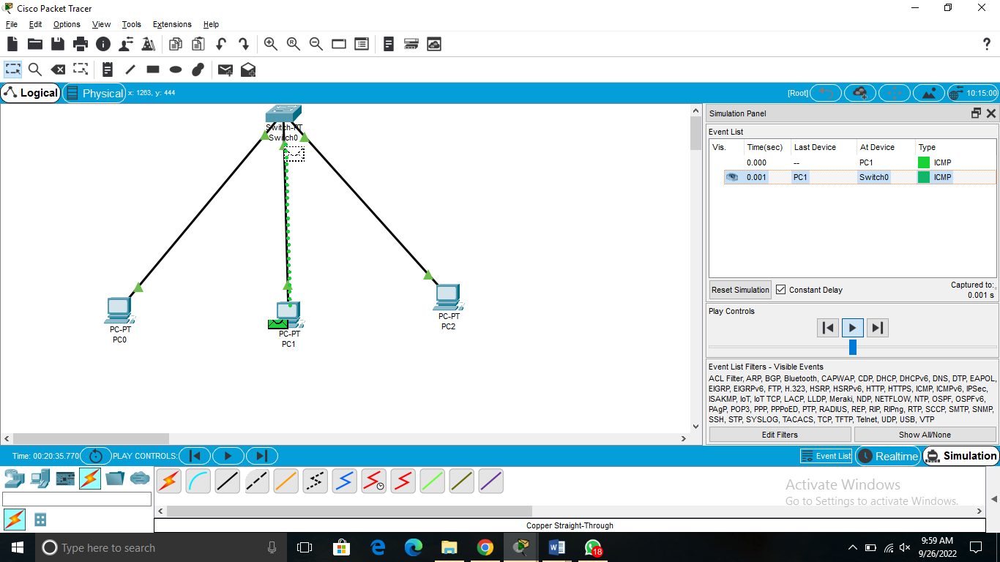 Cisco Packet Tracer
File Edit Options View Tools Extensions Help
?
Logical Physical x: 1263, y: 444 [Root] 10:15:00
Switch-PT
Switch0
PC-PT
PC0
PC-PT
PC1
PC-PT
PC2
Simulation Panel
Event List
Vis. Time(sec) Last Device At Device Type
0.000 -- PC1 ICMP
0.001 PC1 Switch0 ICMP
Reset Simulation Constant Delay Captured to:
0.001 s
Play Controls
Event List Filters - Visible Events
ACL Filter, ARP, BGP, Bluetooth, CAPWAP, CDP, DHCP, DHCPv6, DNS, DTP, EAPOL,
EIGRP, EIGRPv6, FTP, H.323, HSRP, HSRPv6, HTTP, HTTPS, ICMP, ICMPv6, IPSec,
ISAKMP, IoT, IoT TCP, LACP, LLDP, Meraki, NDP, NETFLOW, NTP, OSPF, OSPFv6,
PAgP, POP3, PPP, PPPoED, PTP, RADIUS, REP, RIP, RIPng, RTP, SCCP, SMTP, SNMP,
SSH, STP, SYSLOG, TACACS, TCP, TFTP, Telnet, UDP, USB, VTP
Edit Filters Show All/None
Time: 00:20:35.770 PLAY CONTROLS: Event List Realtime Simulation
Activate Windows
Go to Settings to activate Windows.
Copper Straight-Through
Type here to search
18
9:59 AM
9/26/2022